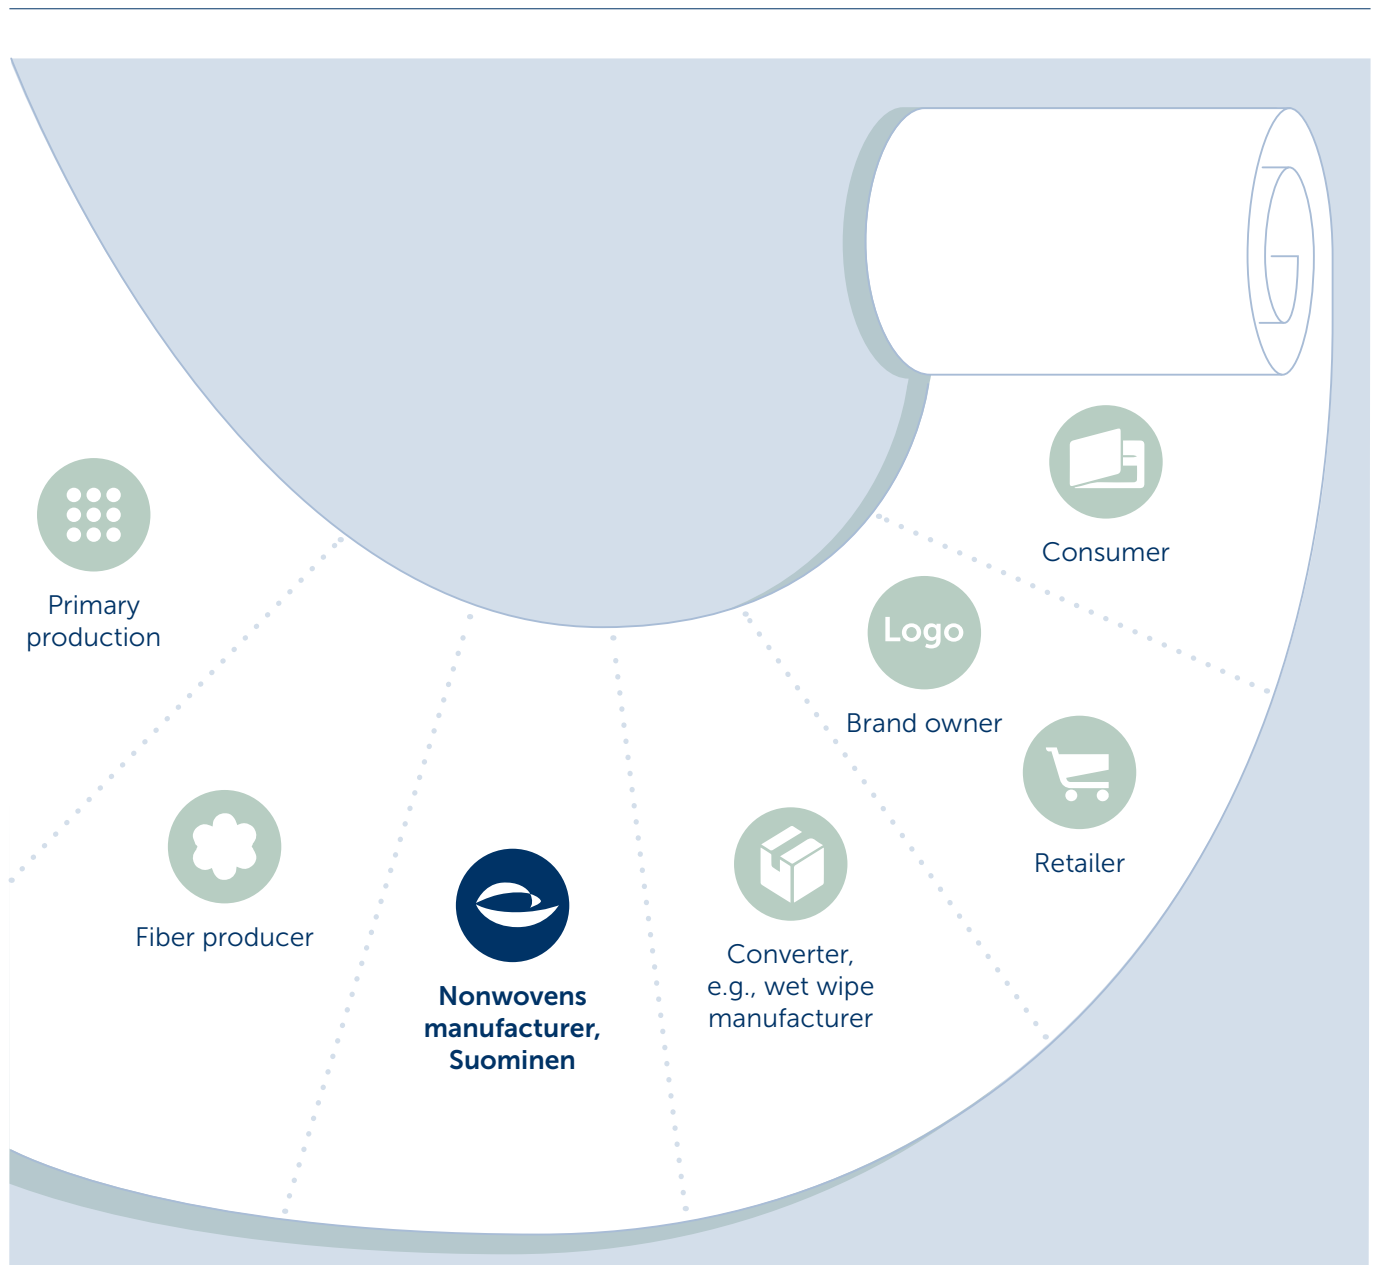 Primary
production
Fiber producer
Nonwovens
manufacturer,
Suominen
Converter,
e.g., wet wipe
manufacturer
Logo
Brand owner
Retailer
Consumer